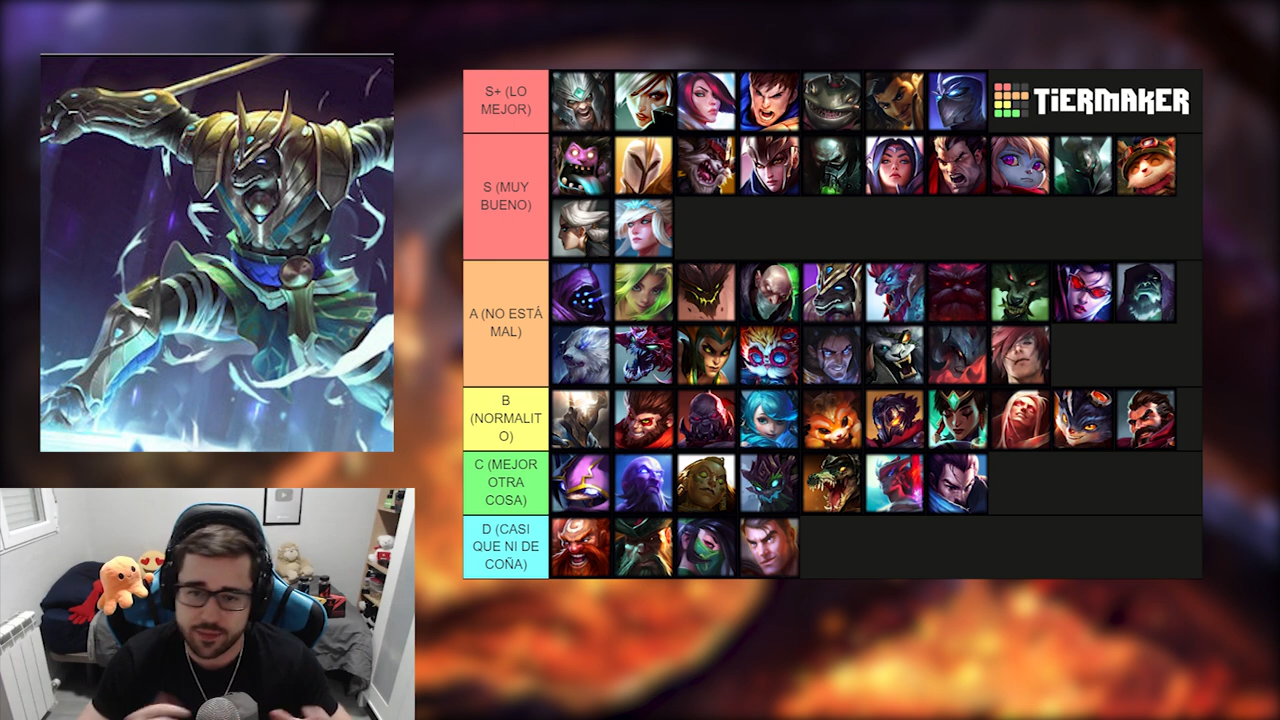 S+ (LO
MEJOR)
TIERMAKER
S (MUY
BUENO)
A (NO ESTÁ
MAL)
B
(NORMALIT
O)
C (MEJOR
OTRA
COSA)
D (CASI
QUE NI DE
COÑA)